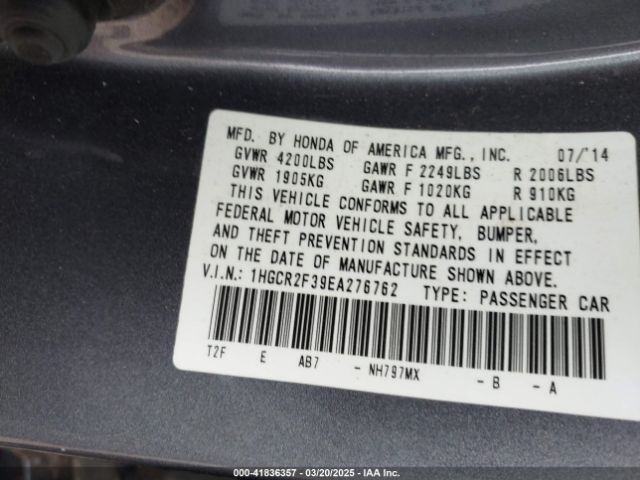 MFD. BY HONDA OF AMERICA MFG., INC. 07/'14
GVWR 4200LBS GAWR F 2249LBS R 2006LBS
GVWR 1905KG GAWR F 1020KG R 910KG
THIS VEHICLE CONFORMS TO ALL APPLICABLE
FEDERAL MOTOR VEHICLE SAFETY, BUMPER,
AND THEFT PREVENTION STANDARDS IN EFFECT
ON THE DATE OF MANUFACTURE SHOWN ABOVE.
V.I.N.: 1HGCR2F39EA276762 TYPE: PASSENGER CAR
T2F E AB7 - NH797MX - B - A
000-41836357 | 03/20/2025 | IAA Inc.